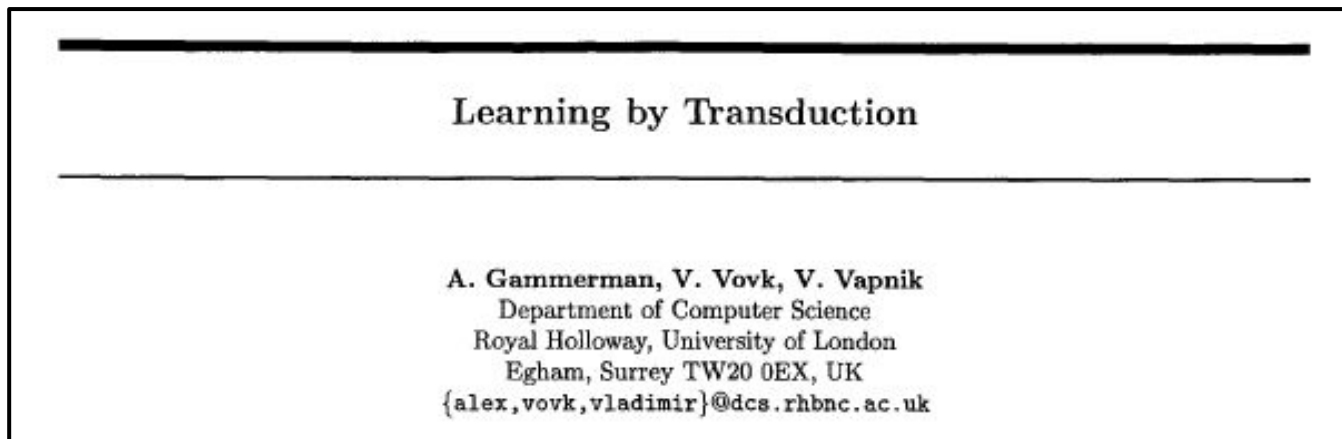 Learning by Transduction
A. Gammerman, V. Vovk, V. Vapnik
Department of Computer Science
Royal Holloway, University of London
Egham, Surrey TW20 0EX, UK
{alex,vovk,vladimir}@dcs.rhbnc.ac.uk